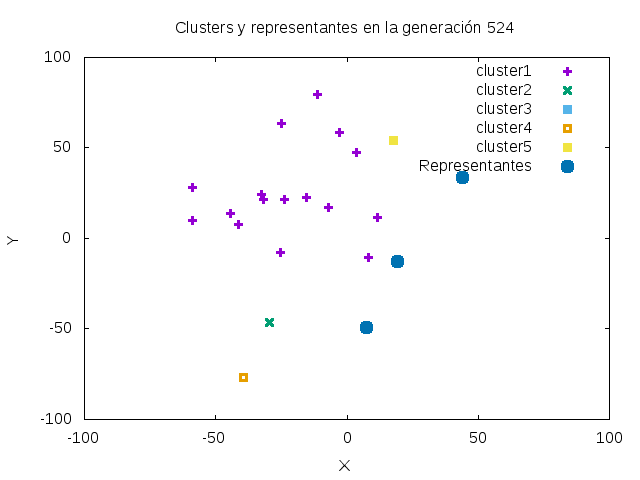 Clusters y representantes en la generación 524
100
50
0
-50
-100
-100
-50
0
50
100
Y
X
cluster1
cluster2
cluster3
cluster4
cluster5
Representantes